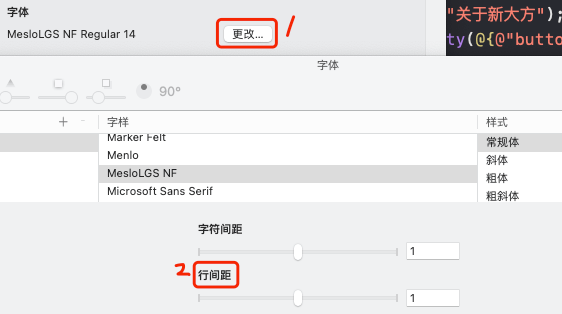 字体
"关于新大方");
MesloLGS NF Regular 14
更改...
1
ty(@{@"butto
字体
90°
+ -
字样
样式
Marker Felt
常规体
Menlo
斜体
MesloLGS NF
粗体
Microsoft Sans Serif
粗斜体
字符间距
1
2
行间距
1